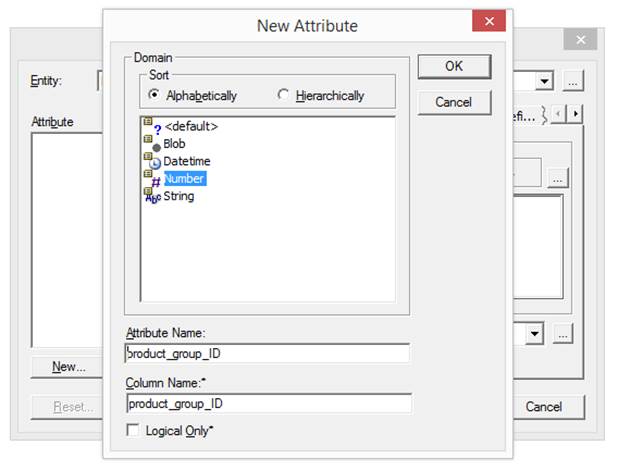 New Attribute
Domain
Sort
Alphabetically
Hierarchically
<default>
Blob
Datetime
Number
String
OK
Cancel
Attribute Name:
product_group_ID
Column Name:*
product_group_ID
Logical Only*
Entity:
...
Attribute
efi...
...
...
New...
Reset...
Cancel